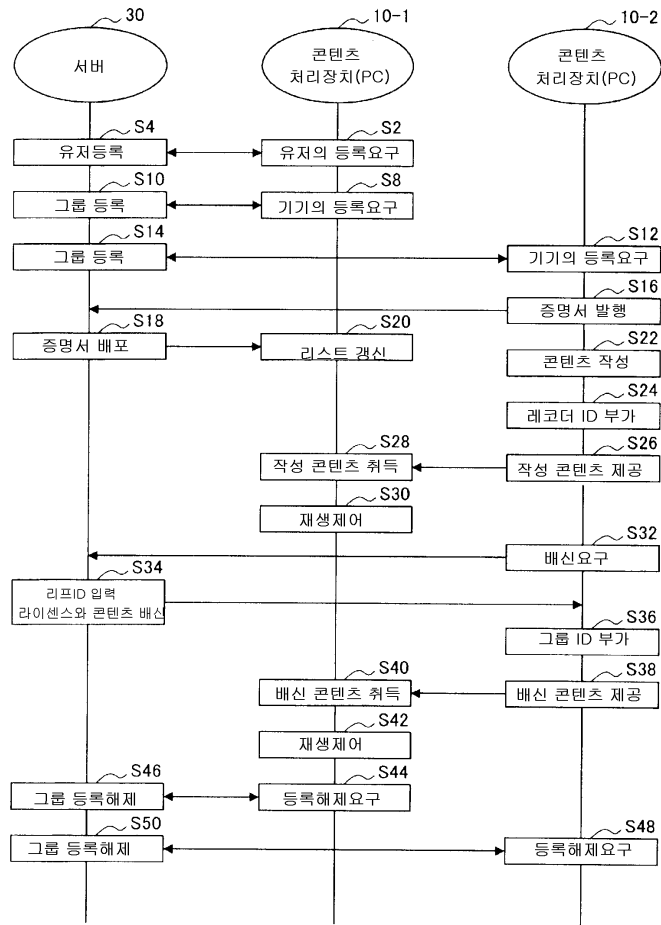 30
10-1
10-2
서버
콘텐츠
처리장치(PC)
콘텐츠
처리장치(PC)
S4
유저등록
S2
유저의 등록요구
S10
그룹 등록
S8
기기의 등록요구
S14
그룹 등록
S12
기기의 등록요구
S16
증명서 발행
S18
증명서 배포
S20
리스트 갱신
S22
콘텐츠 작성
S24
레코더 ID 부가
S28
작성 콘텐츠 취득
S26
작성 콘텐츠 제공
S30
재생제어
S32
배신요구
S34
리프ID 입력
라이센스와 콘텐츠 배신
S36
그룹 ID 부가
S40
배신 콘텐츠 취득
S38
배신 콘텐츠 제공
S42
재생제어
S46
그룹 등록해제
S44
등록해제요구
S50
그룹 등록해제
S48
등록해제요구